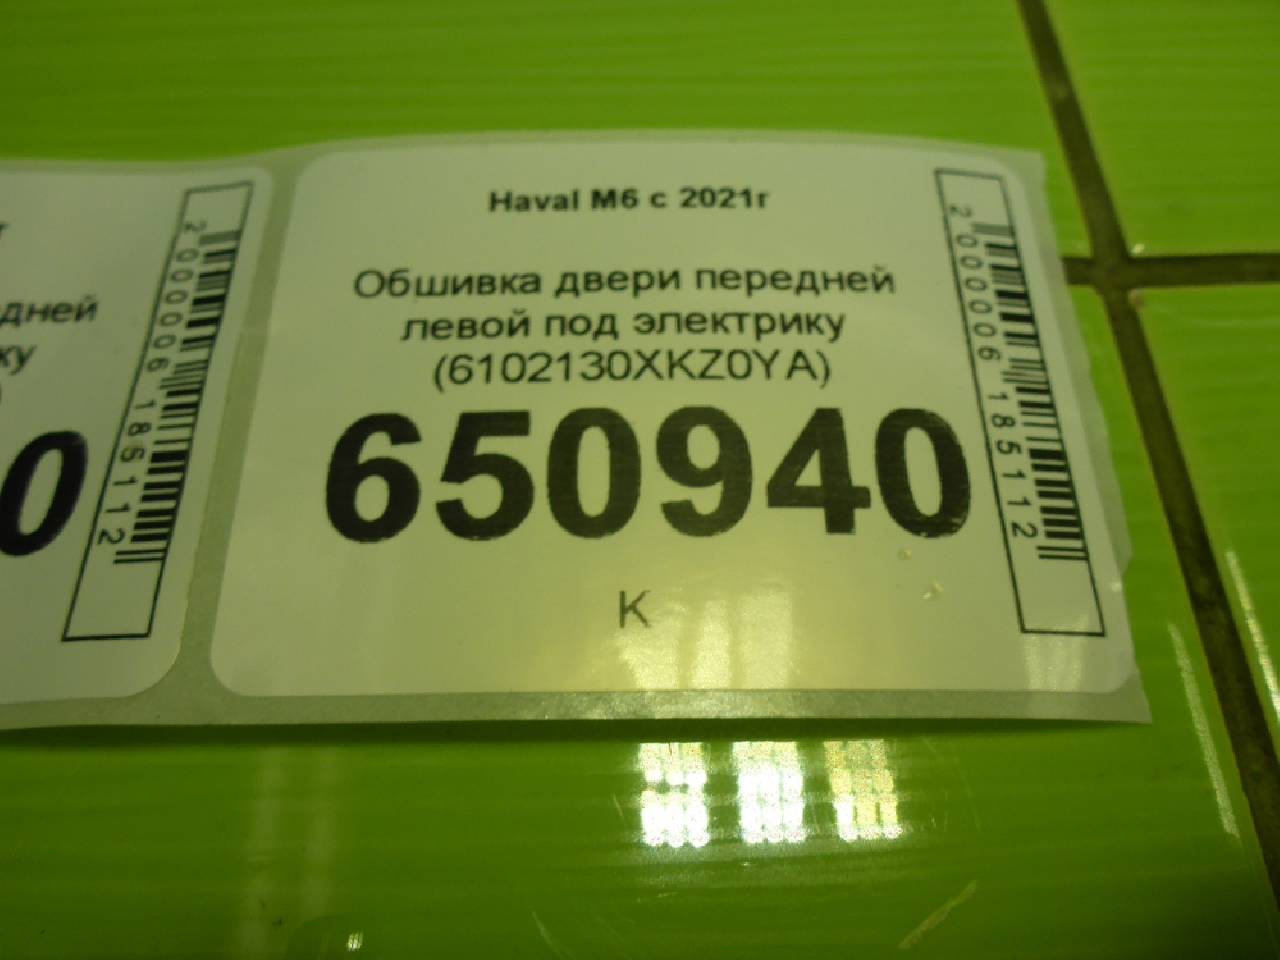 Haval M6 с 2021г
Обшивка двери передней
левой под электрику
(6102130XKZ0YA)
650940
К
2000006185112
дней
ку
0
2000006185112